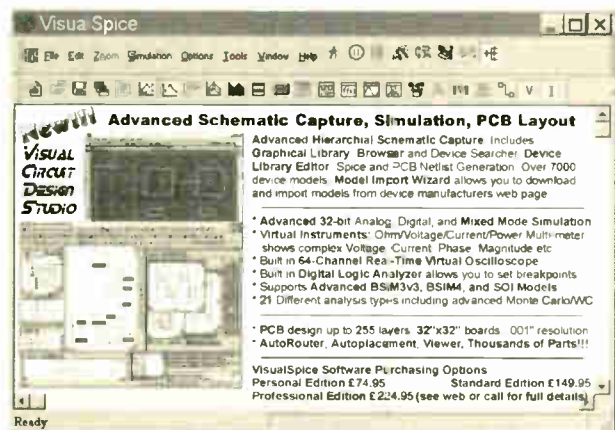 Visua Spice
File Edit Zoom Simulation Options Tools Window Help
V I
New!!!
Advanced Schematic Capture, Simulation, PCB Layout
VISUAL
CIRCUIT
DESIGN
STUDIO
Advanced Hierarchial Schematic Capture Includes
Graphical Library Browser and Device Searcher, Device
Library Editor Spice and PCB Netlist Generation Over 7000
device models. Model Import Wizard allows you to download
and import models from device manufacturers web page
* Advanced 32-bit Analog, Digital, and Mixed Mode Simulation
* Virtual Instruments: Ohm/Voltage/Current/Power Multi-meter
shows complex Voltage Current Phase Magnitude etc
* Built in 64-Channel Real-Time Virtual Oscilloscope
* Built in Digital Logic Analyzer allows you to set breakpoints
* Supports Advanced BSIM3v3, BSIM4, and SOI Models
* 21 Different analysis types including advanced Monte Carlo/WC
* PCB design up to 255 layers 32"x32" boards .001" resolution
* AutoRouter, Autoplacement, Viewer, Thousands of Parts!!!
VisualSpice Software Purchasing Options
Personal Edition £74.95 Standard Edition £149.95
Professional Edition £224.95 (see web or call for full details)
Ready